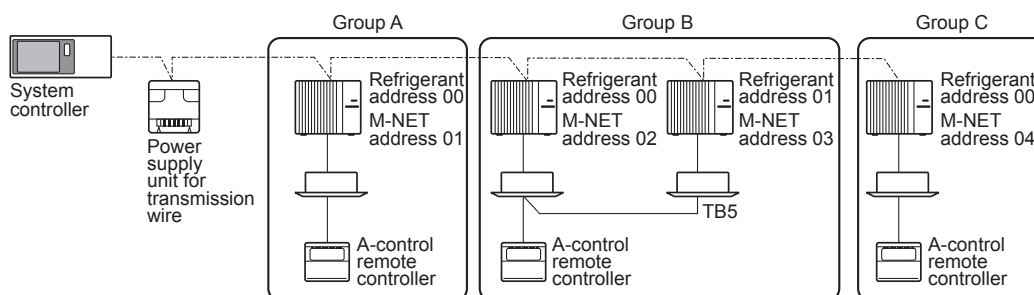 Group A
Group B
Group C
System
controller
Power
supply
unit for
transmission
wire
Refrigerant
address 00
M-NET
address 01
Refrigerant
address 00
M-NET
address 02
Refrigerant
address 01
M-NET
address 03
Refrigerant
address 00
M-NET
address 04
TB5
A-control
remote
controller
A-control
remote
controller
A-control
remote
controller